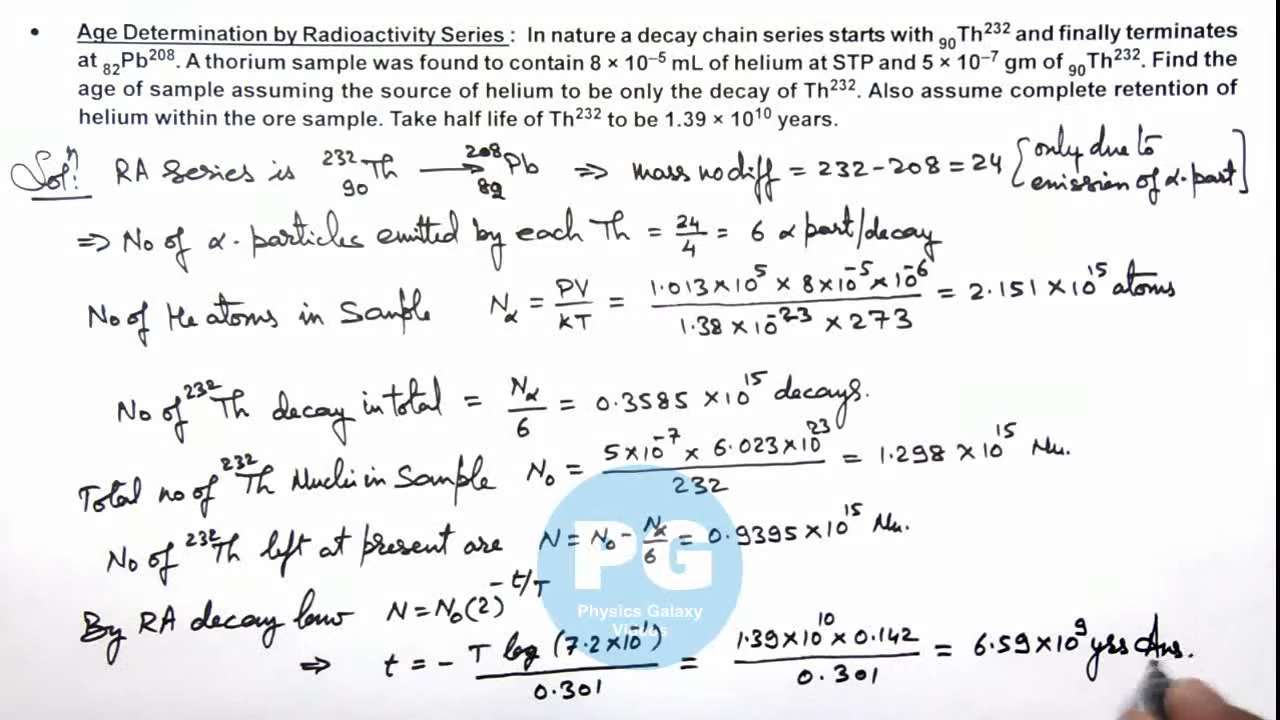 • Age Determination by Radioactivity Series : In nature a decay chain series starts with ₉₀Th²³² and finally terminates
at ₈₂Pb²⁰⁸. A thorium sample was found to contain 8 × 10⁻⁵ mL of helium at STP and 5 × 10⁻⁷ gm of ₉₀Th²³². Find the
age of sample assuming the source of helium to be only the decay of Th²³². Also assume complete retention of
helium within the ore sample. Take half life of Th²³² to be 1.39 × 10¹⁰ years.
Solⁿ: RA Series is ²³²₉₀Th → ²⁰⁸₈₂Pb ⇒ mass no diff = 232 - 208 = 24 [only due to emission of α-part]
⇒ No of α-particles emitted by each Th = 24/4 = 6 α part/decay
No of He atoms in Sample Nα = PV/KT = 1.013×10⁵ × 8×10⁻⁵×10⁻⁶ / 1.38×10⁻²³ × 273 = 2.151 × 10¹⁵ atoms
No of ²³²Th decay in total = Nα/6 = 0.3585 × 10¹⁵ decays.
Total no of ²³²Th Nuclii in Sample N₀ = 5×10⁻⁷ × 6.023×10²³ / 232 = 1.298 × 10¹⁵ Nu.
No of ²³²Th left at present are N = N₀ - Nα/6 = 0.9395×10¹⁵ Nu.
PG
Physics Galaxy
Videos
By RA decay law N = N₀(2)^-t/T
⇒ t = - T log (7.2×10⁻¹) / 0.301 = 1.39×10¹⁰×0.142 / 0.301 = 6.59×10⁹ yrs Ans.